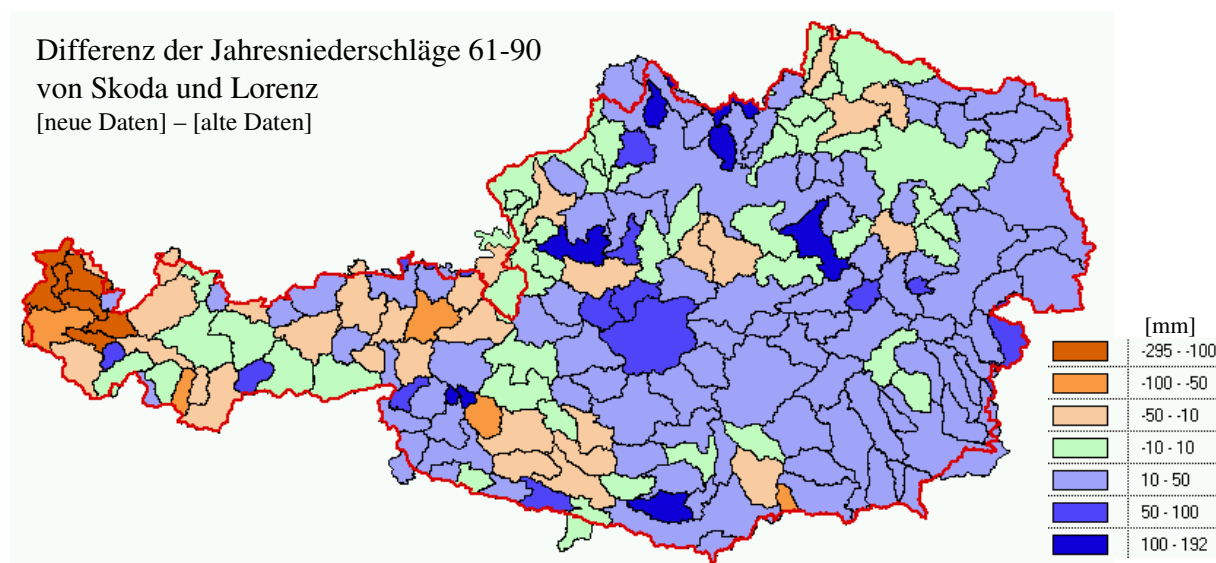 Differenz der Jahresniederschläge 61-90
von Skoda und Lorenz
[neue Daten] – [alte Daten]
[mm]
-295 - -100
-100 - -50
-50 - -10
-10 - 10
10 - 50
50 - 100
100 - 192